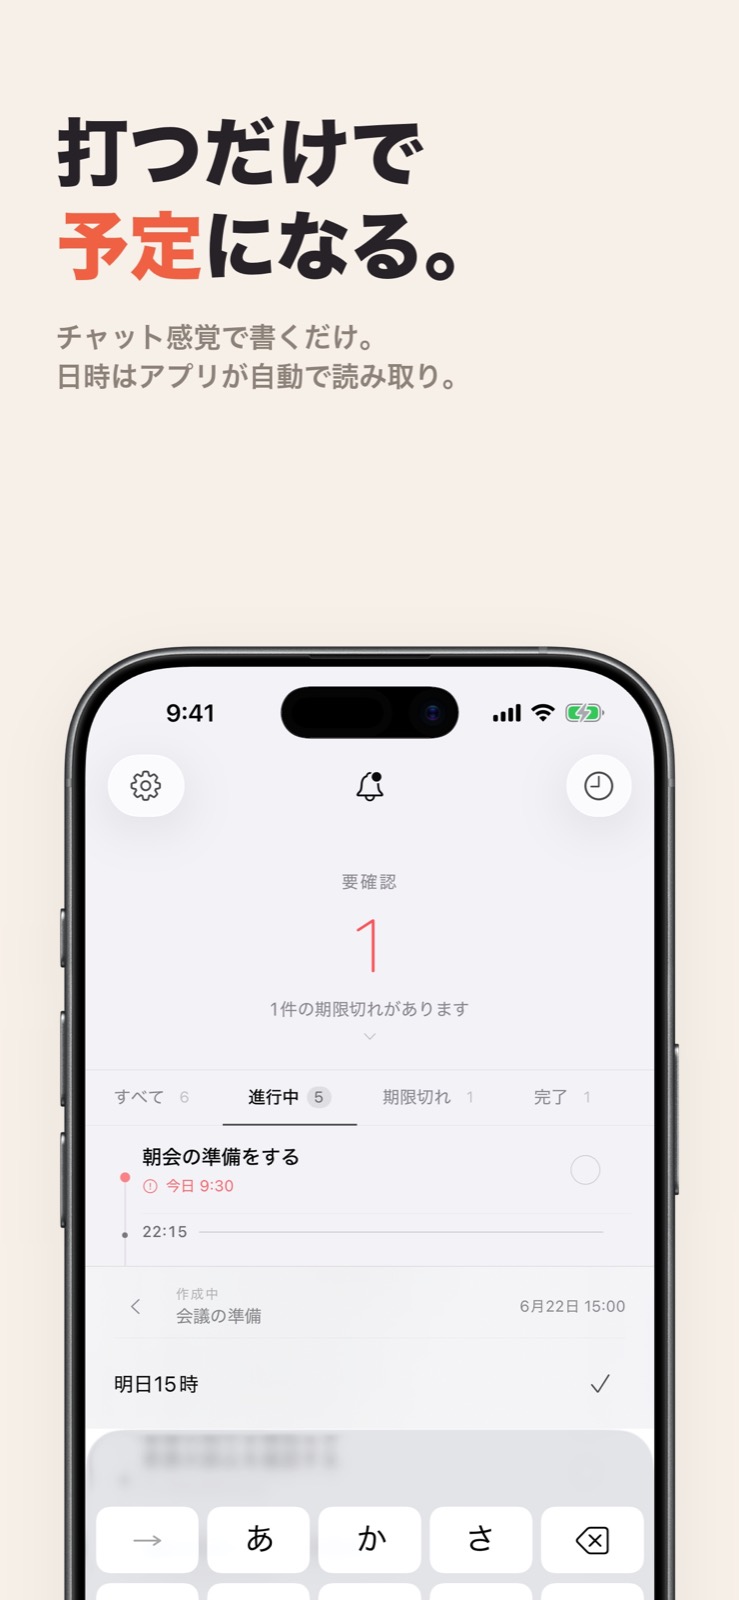 打つだけで
予定になる。
チャット感覚で書くだけ。
日時はアプリが自動で読み取り。
9:41
要確認
1
1件の期限切れがあります
すべて 6 進行中 5 期限切れ 1 完了 1
朝会の準備をする
今日 9:30
22:15
作成中
会議の準備
6月22日 15:00
明日15時
→ あ か さ